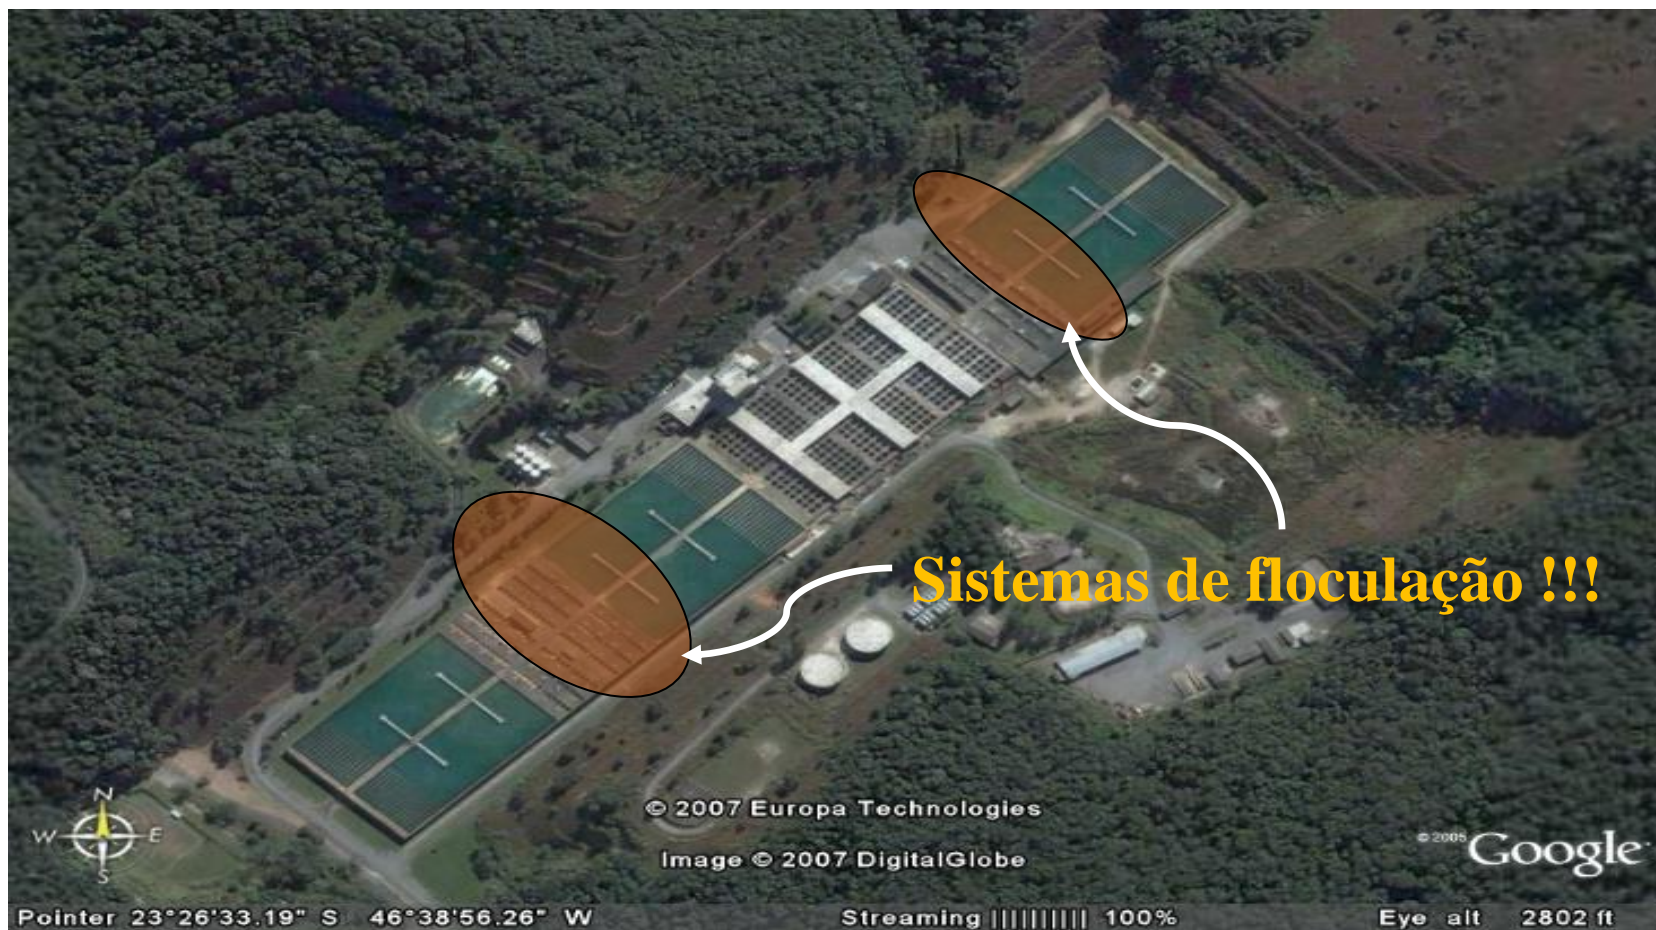 Sistemas de floculação !!!
N
W
E
S
© 2007 Europa Technologies
Image © 2007 DigitalGlobe
© 2005 Google
Pointer 23°26'33.19" S 46°38'56.26" W
Streaming |||||||||| 100%
Eye alt 2802 ft